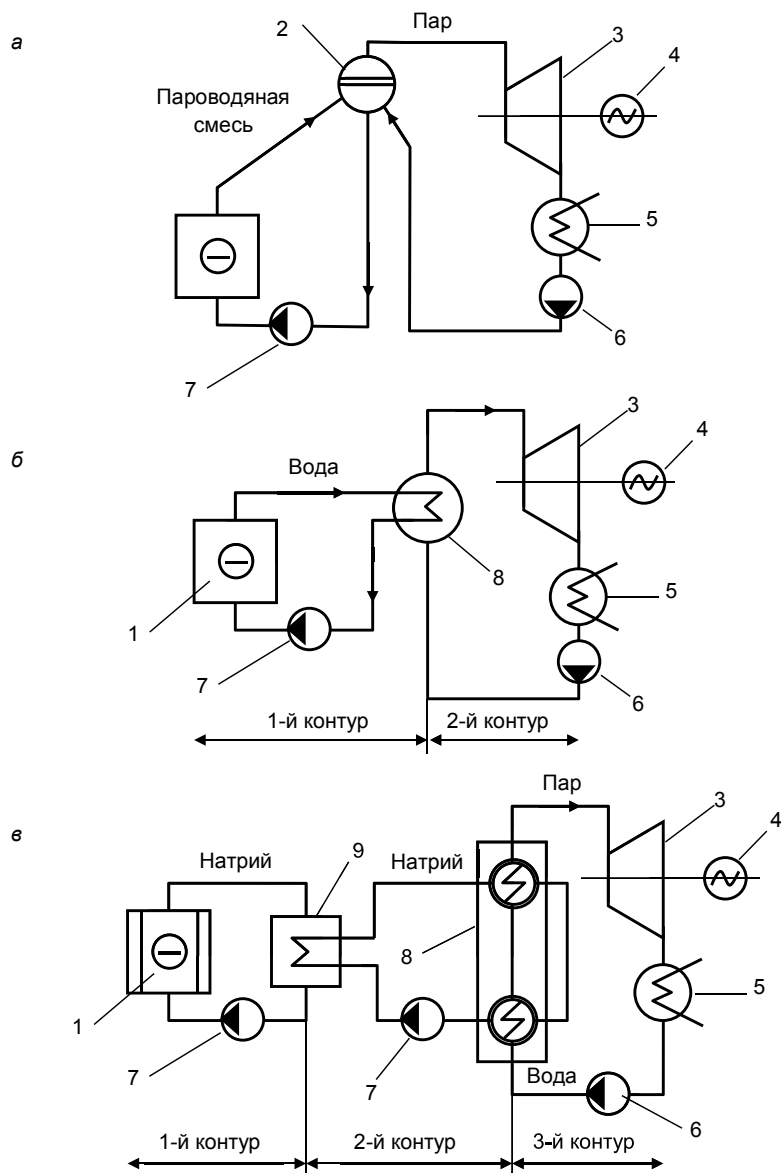 а
2
Пар
3
4
Пароводяная
смесь
5
6
7
б
3
4
Вода
8
5
1
7
6
1-й контур
2-й контур
Пар
3
4
в
9
Натрий
Натрий
8
5
1
7
7
Вода
6
1-й контур
2-й контур
3-й контур